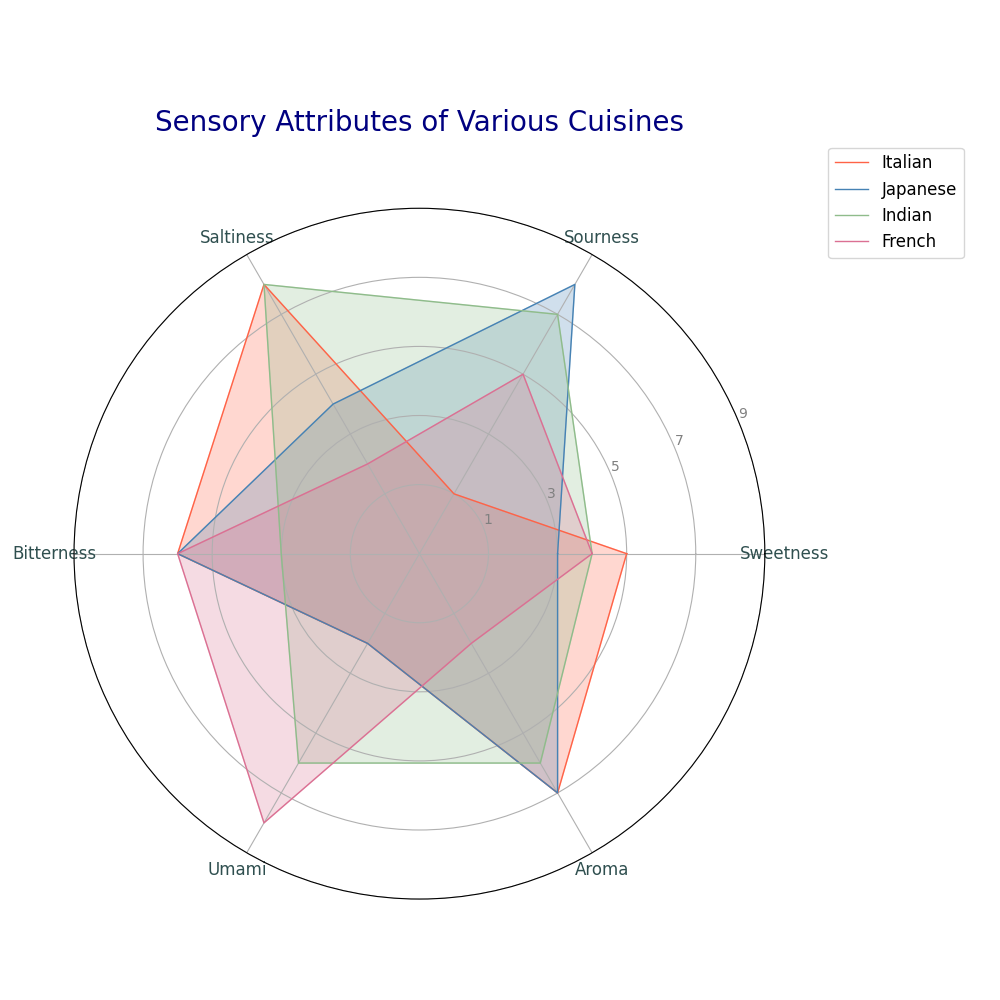 Sensory Attributes of Various Cuisines
Italian
Japanese
Indian
French
Saltiness
Sourness
9
7
5
3
1
Bitterness
Sweetness
Umami
Aroma